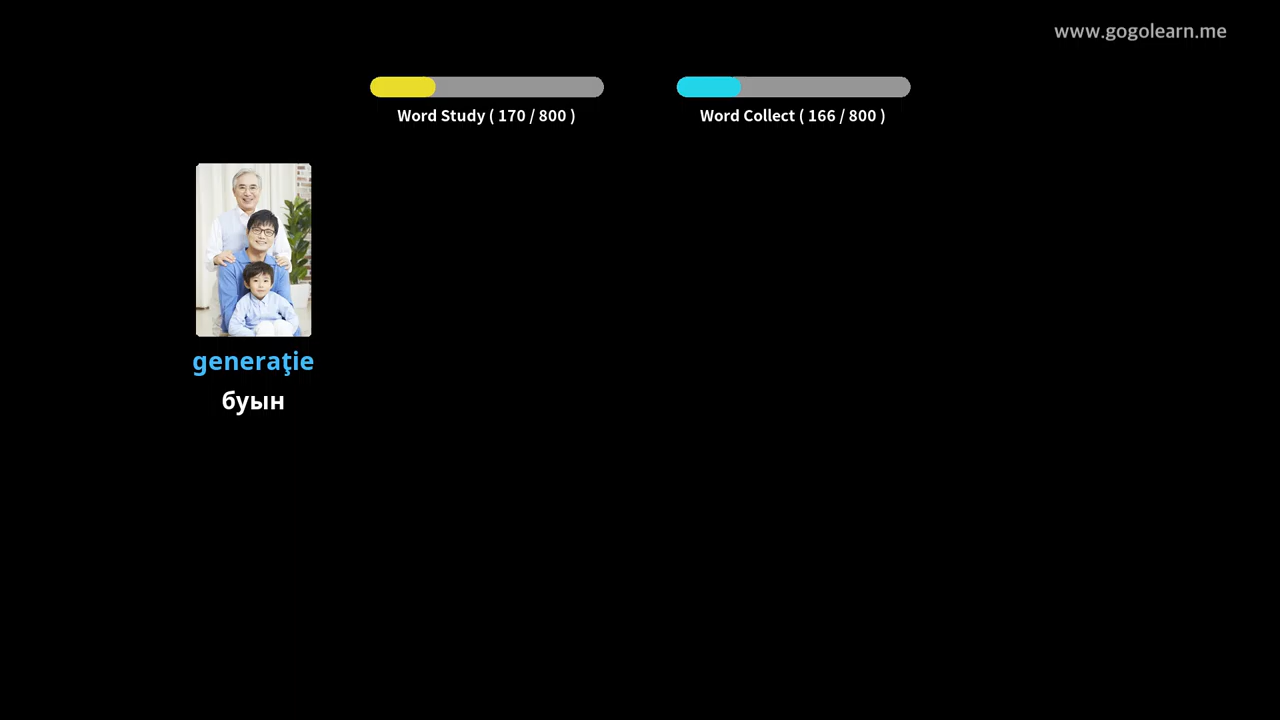 www.gogolearn.me
Word Study ( 170 / 800 )
Word Collect ( 166 / 800 )
generaţie
буын